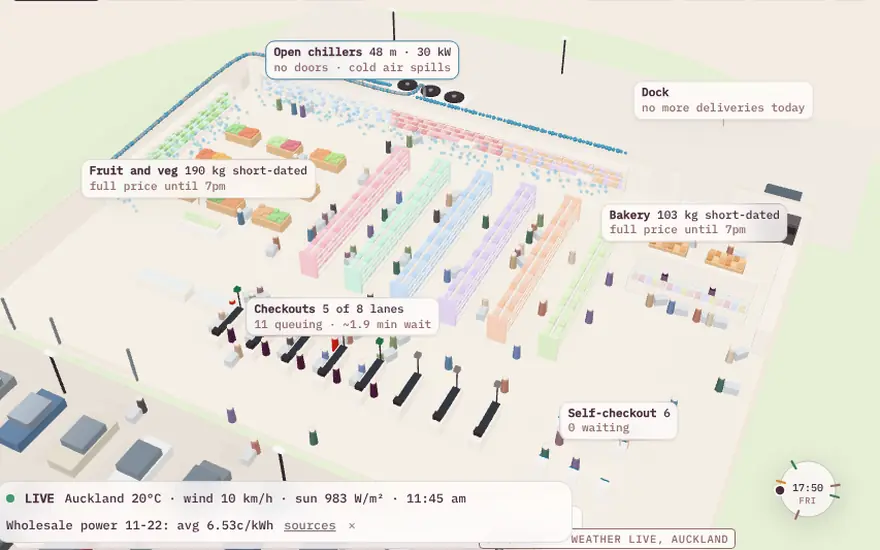 Open chillers 48 m · 30 kW
no doors · cold air spills
Dock
no more deliveries today
Fruit and veg 190 kg short-dated
full price until 7pm
Bakery 103 kg short-dated
full price until 7pm
Checkouts 5 of 8 lanes
11 queuing · ~1.9 min wait
Self-checkout 6
0 waiting
17:50
FRI
LIVE Auckland 20°C · wind 10 km/h · sun 983 W/m² · 11:45 am
Wholesale power 11-22: avg 6.53c/kWh sources ×
WEATHER LIVE, AUCKLAND